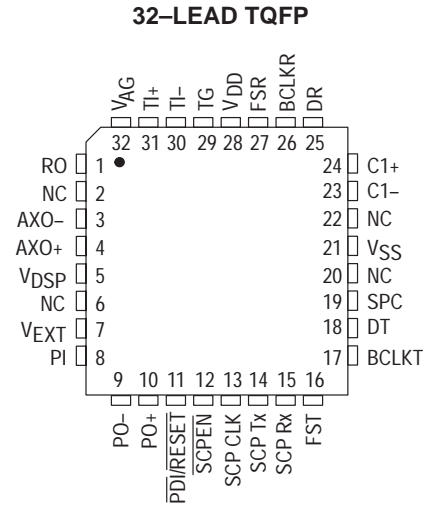 32–LEAD TQFP
VAG
TI+
TI–
TG
VDD
FSR
BCLKR
DR
32 31 30 29 28 27 26 25
RO 1
NC 2
AXO– 3
AXO+ 4
VDSP 5
NC 6
VEXT 7
PI 8
24 C1+
23 C1–
22 NC
21 VSS
20 NC
19 SPC
18 DT
17 BCLKT
9 10 11 12 13 14 15 16
PO–
PO+
PDI/RESET
SCPEN
SCP CLK
SCP Tx
SCP Rx
FST